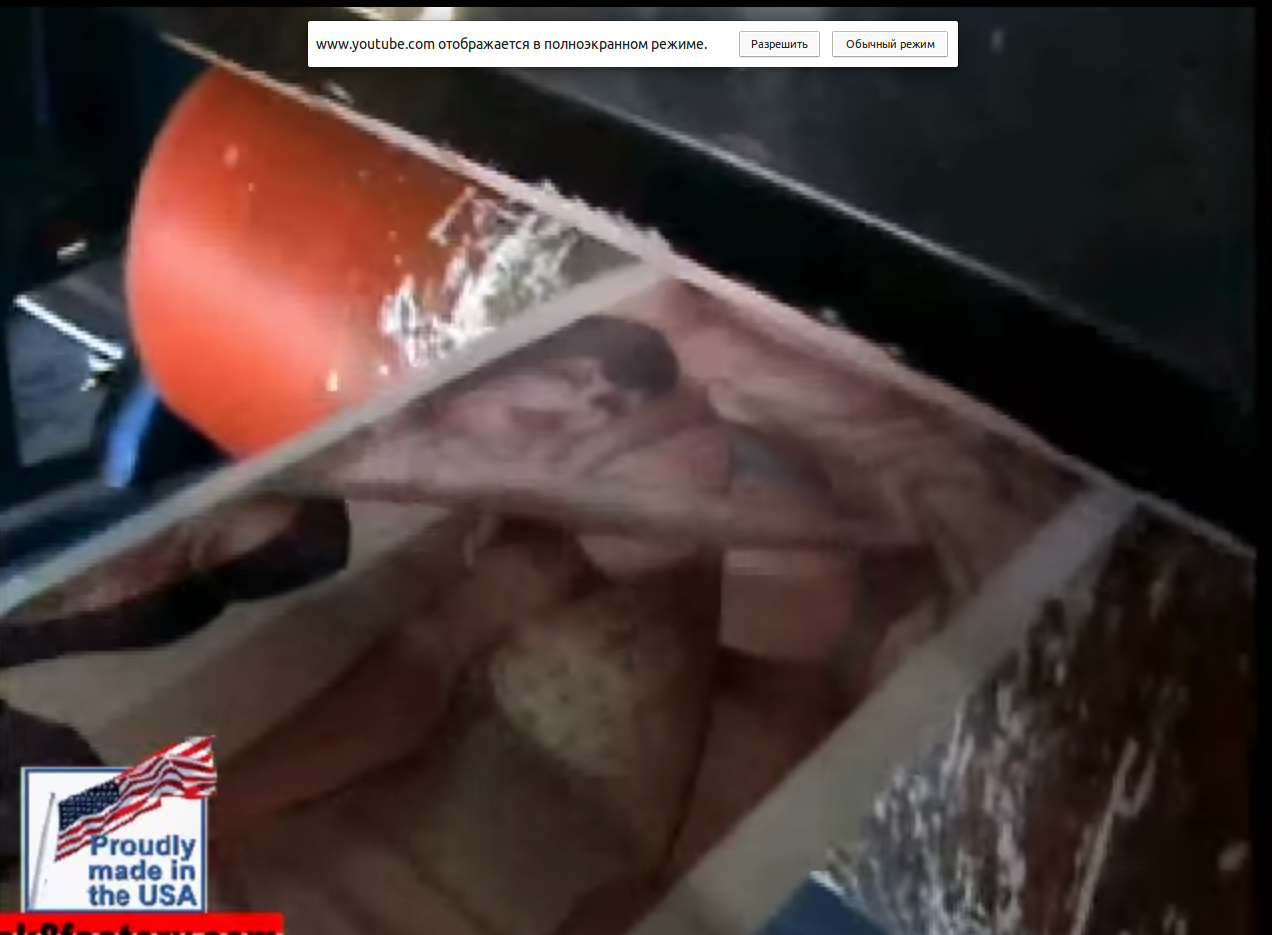 www.youtube.com отображается в полноэкранном режиме.
Разрешить
Обычный режим
Proudly
made in
the USA